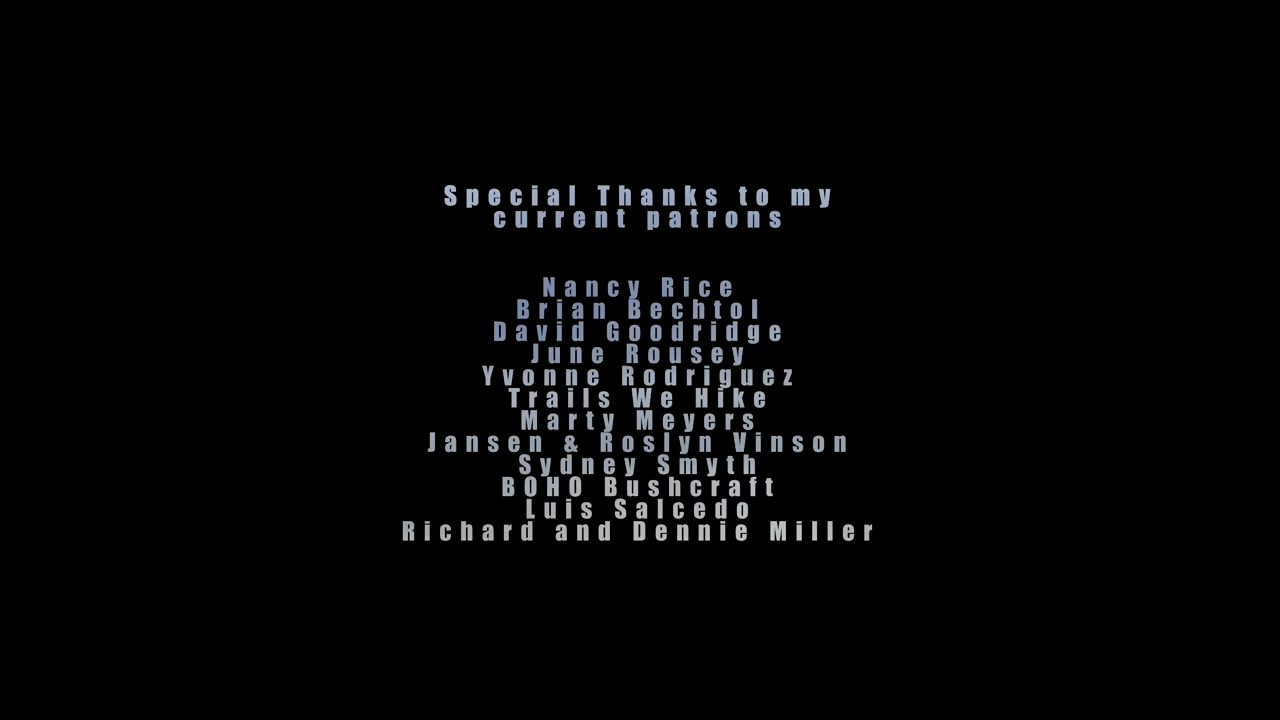 Special Thanks to my
current patrons
Nancy Rice
Brian Bechtol
David Goodridge
June Rousey
Yvonne Rodriguez
Trails We Hike
Marty Meyers
Jansen & Roslyn Vinson
Sydney Smyth
BOHO Bushcraft
Luis Salcedo
Richard and Dennie Miller